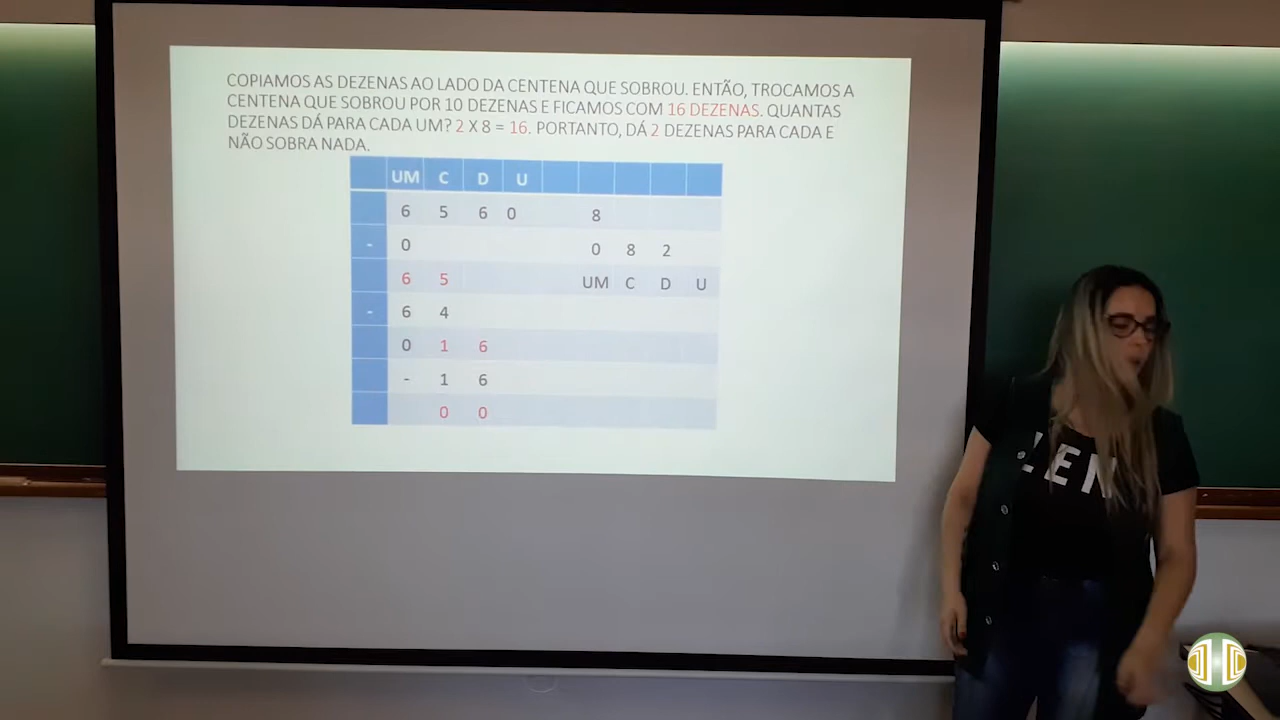 COPIAMOS AS DEZENAS AO LADO DA CENTENA QUE SOBROU. ENTÃO, TROCAMOS A
CENTENA QUE SOBROU POR 10 DEZENAS E FICAMOS COM 16 DEZENAS. QUANTAS
DEZENAS DÁ PARA CADA UM? 2 X 8 = 16. PORTANTO, DÁ 2 DEZENAS PARA CADA E
NÃO SOBRA NADA.
UM C D U
6 5 6 0 8
- 0 0 8 2
6 5 UM C D U
- 6 4
0 1 6
- 1 6
0 0